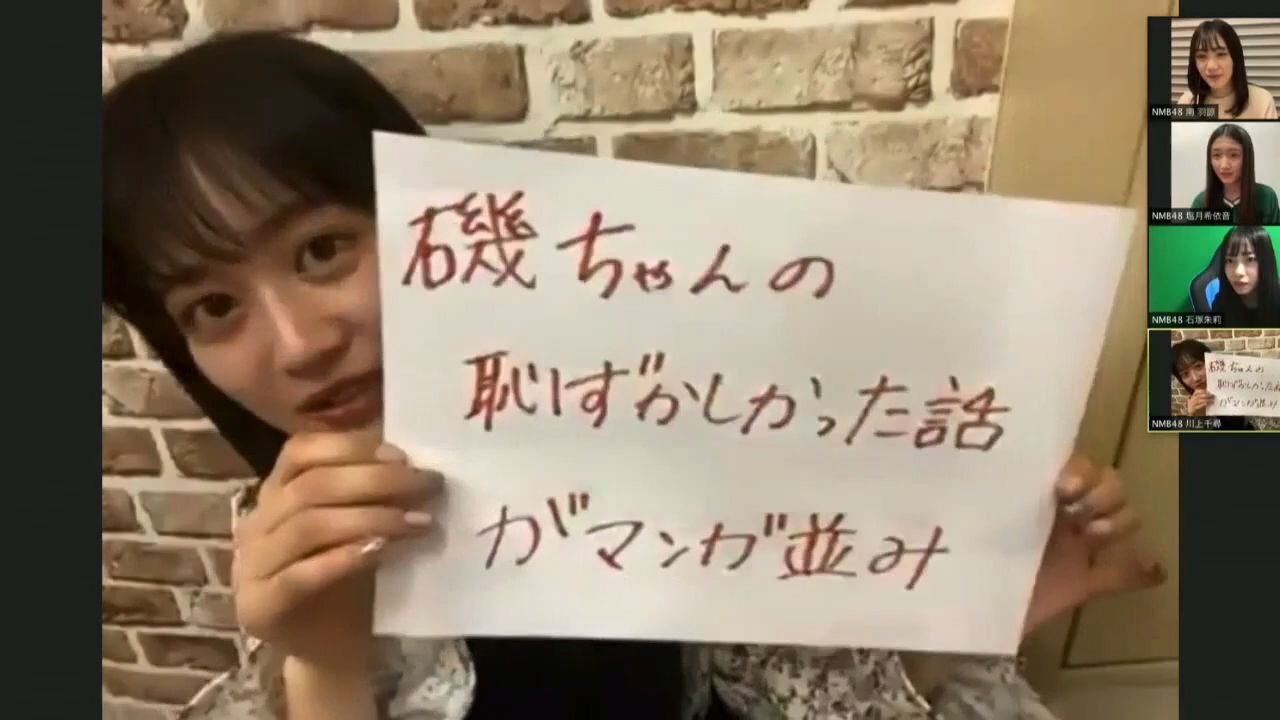 磯ちゃんの
恥ずかしかった話
がマンガ並み
NMB48 南 羽諒
NMB48 塩月希依音
NMB48 石塚朱莉
NMB48 川上千尋